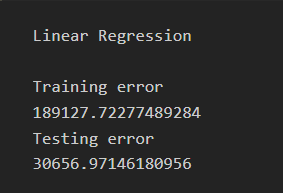 Linear Regression
Training error
189127.72277489284
Testing error
30656.97146180956